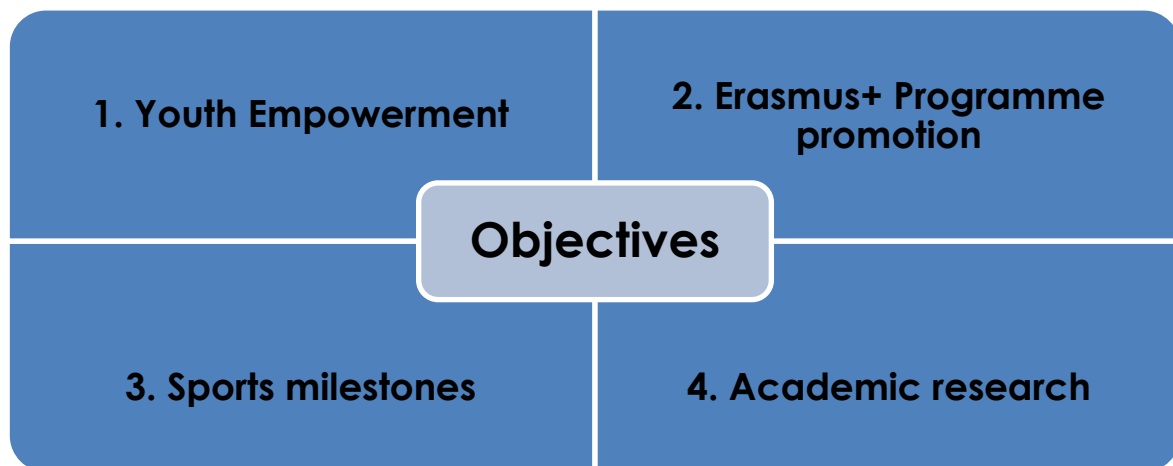 1. Youth Empowerment
2. Erasmus+ Programme
promotion
Objectives
3. Sports milestones
4. Academic research